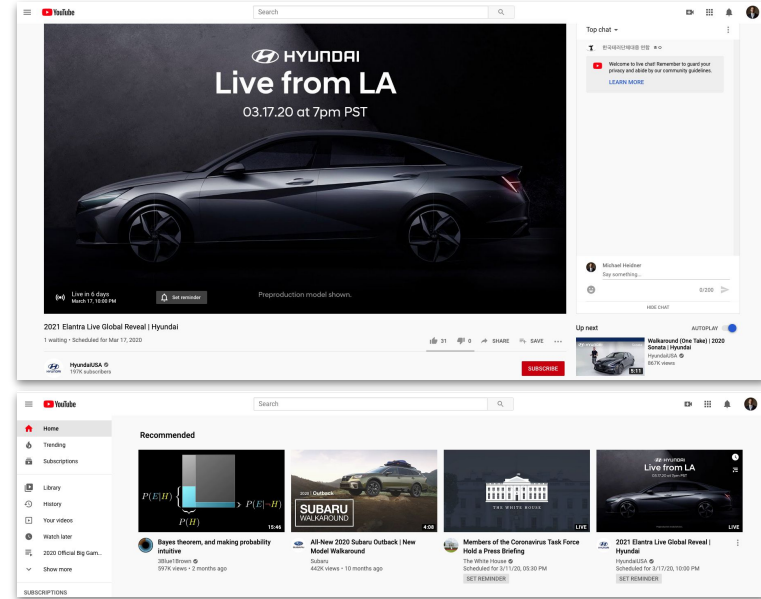 YouTube
Search
HYUNDAI
Live from LA
03.17.20 at 7pm PST
Live in 6 days
March 17, 10:00 PM
Set reminder
Preproduction model shown.
2021 Elantra Live Global Reveal | Hyundai
1 waiting • Scheduled for Mar 17, 2020
31
0
SHARE
SAVE
HyundaiUSA
197K subscribers
SUBSCRIBE
Top chat
Welcome to live chat! Remember to guard your
privacy and abide by our community guidelines.
LEARN MORE
Michael Heidner
Say something...
0/200
HIDE CHAT
Up next
AUTOPLAY
5:11
Walkaround (One Take) | 2020
Sonata | Hyundai
HyundaiUSA
867K views
YouTube
Search
Home
Trending
Subscriptions
Library
History
Your videos
Watch later
2020 Official Big Gam...
Show more
SUBSCRIPTIONS
Recommended
P(E|H)
P(E|¬H)
P(H)
15:46
Bayes theorem, and making probability
intuitive
3Blue1Brown
597K views • 2 months ago
2020 | Outback
SUBARU
WALKAROUND
4:08
All-New 2020 Subaru Outback | New
Model Walkaround
Subaru
442K views • 10 months ago
THE WHITE HOUSE
LIVE
Members of the Coronavirus Task Force
Hold a Press Briefing
The White House
Scheduled for 3/11/20, 05:30 PM
SET REMINDER
HYUNDAI
Live from LA
03.17.20 at 7pm PST
LIVE
2021 Elantra Live Global Reveal |
Hyundai
HyundaiUSA
Scheduled for 3/17/20, 10:00 PM
SET REMINDER